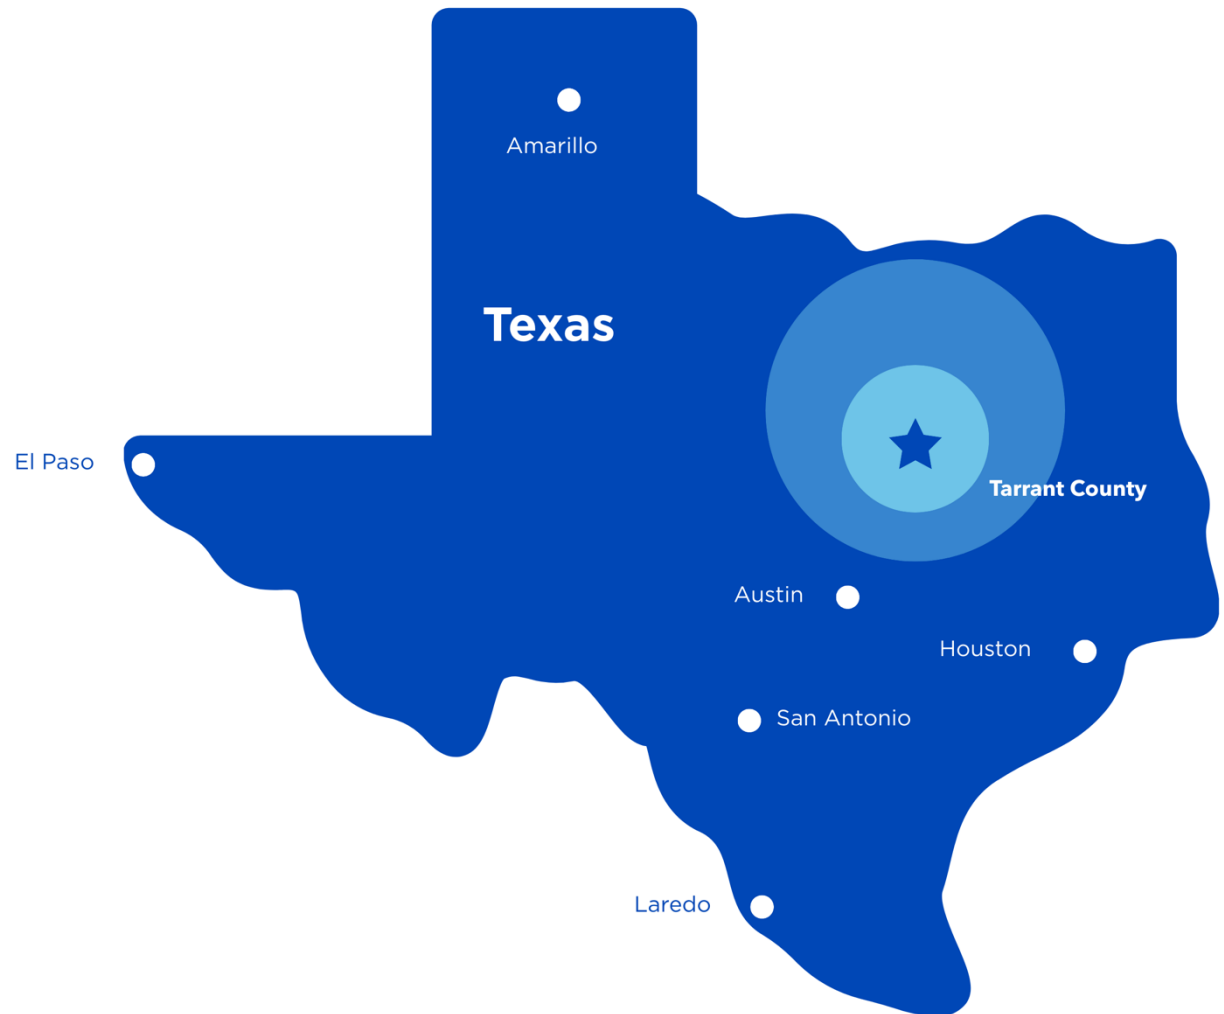 Amarillo
Texas
El Paso
Tarrant County
Austin
Houston
San Antonio
Laredo